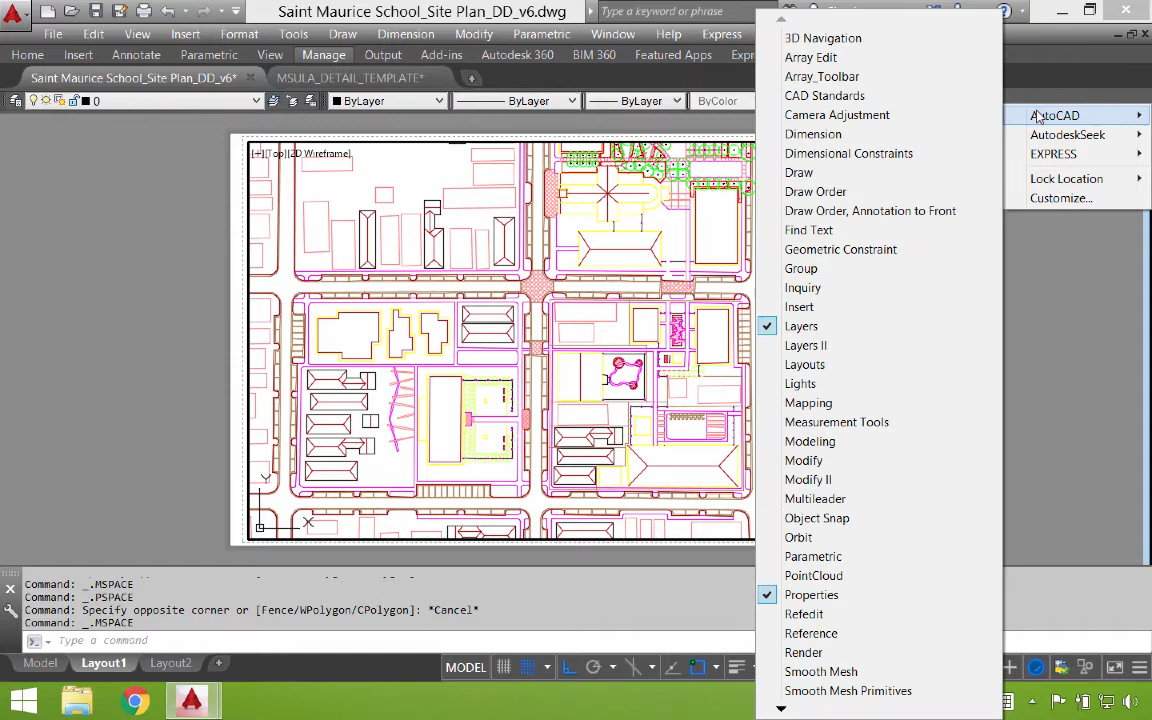 Saint Maurice School_Site Plan_DD_v6.dwg
Type a keyword or phrase
File Edit View Insert Format Tools Draw Dimension Modify Parametric Window Express
Home Insert Annotate Parametric View Manage Output Add-ins Autodesk 360 BIM 360 Featured Apps Expr
Saint Maurice School_Site Plan_DD_v6*
MSULA_DETAIL_TEMPLATE*
0
ByLayer
ByLayer
ByLayer
ByColor
[+][Top][2D Wireframe]
Y
X
3D Navigation
Array Edit
Array_Toolbar
CAD Standards
Camera Adjustment
Dimension
Dimensional Constraints
Draw
Draw Order
Draw Order, Annotation to Front
Find Text
Geometric Constraint
Group
Inquiry
Insert
Layers
Layers II
Layouts
Lights
Mapping
Measurement Tools
Modeling
Modify
Modify II
Multileader
Object Snap
Orbit
Parametric
PointCloud
Properties
Refedit
Reference
Render
Smooth Mesh
Smooth Mesh Primitives
AutoCAD
AutodeskSeek
EXPRESS
Lock Location
Customize...
Command: _.MSPACE
Command: _.PSPACE
Command: Specify opposite corner or [Fence/WPolygon/CPolygon]: *Cancel*
Command: _.MSPACE
Type a command
Model Layout1 Layout2
MODEL